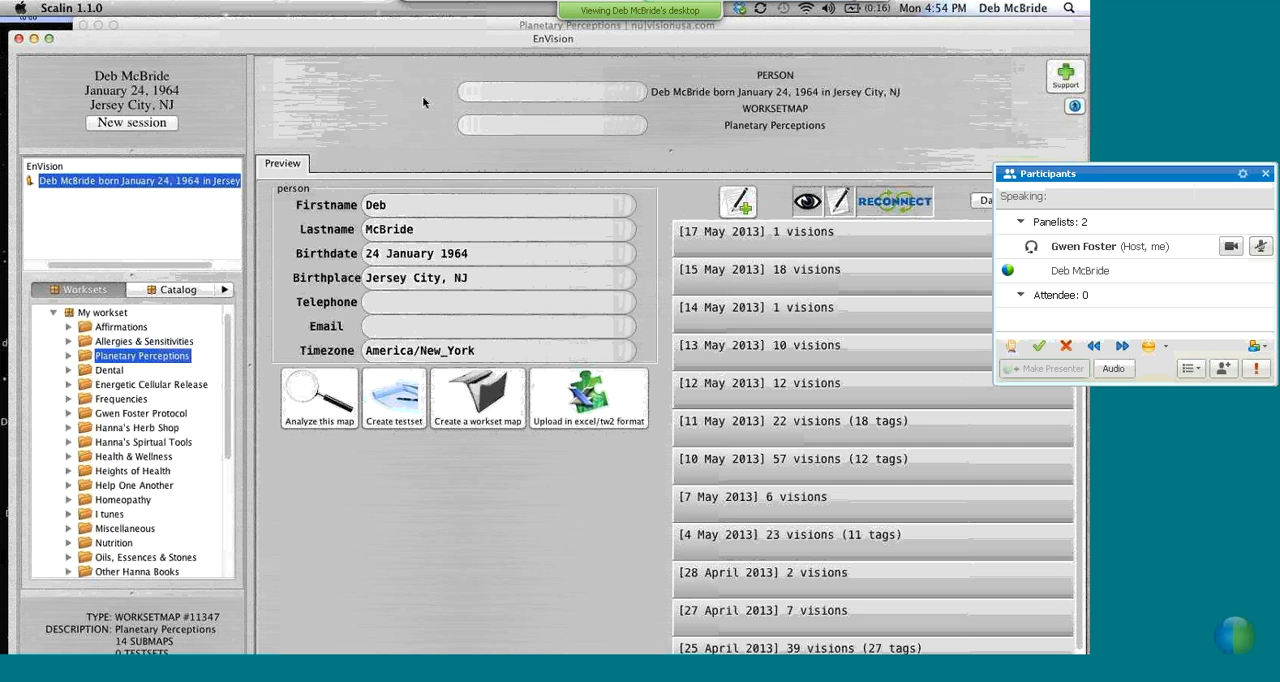 Scalin 1.1.0
Viewing Deb McBride's desktop
(0:16) Mon 4:54 PM Deb McBride
Planetary Perceptions | nujvisionusa.com
EnVision
Deb McBride
January 24, 1964
Jersey City, NJ
New session
PERSON
Deb McBride born January 24, 1964 in Jersey City, NJ
WORKSETMAP
Planetary Perceptions
Support
EnVision
Deb McBride born January 24, 1964 in Jersey
Worksets
Catalog
My workset
Affirmations
Allergies & Sensitivities
Planetary Perceptions
Dental
Energetic Cellular Release
Frequencies
Gwen Foster Protocol
Hanna's Herb Shop
Hanna's Spirtual Tools
Health & Wellness
Heights of Health
Help One Another
Homeopathy
I tunes
Miscellaneous
Nutrition
Oils, Essences & Stones
Other Hanna Books
TYPE: WORKSETMAP #11347
DESCRIPTION: Planetary Perceptions
14 SUBMAPS
0 TESTSETS
Preview
person
Firstname Deb
Lastname McBride
Birthdate 24 January 1964
Birthplace Jersey City, NJ
Telephone
Email
Timezone America/New_York
Analyze this map
Create testset
Create a workset map
Upload in excel/tw2 format
RECONNECT
Da
[17 May 2013] 1 visions
[15 May 2013] 18 visions
[14 May 2013] 1 visions
[13 May 2013] 10 visions
[12 May 2013] 12 visions
[11 May 2013] 22 visions (18 tags)
[10 May 2013] 57 visions (12 tags)
[7 May 2013] 6 visions
[4 May 2013] 23 visions (11 tags)
[28 April 2013] 2 visions
[27 April 2013] 7 visions
[25 April 2013] 39 visions (27 tags)
Participants
Speaking:
Panelists: 2
Gwen Foster (Host, me)
Deb McBride
Attendee: 0
Make Presenter
Audio